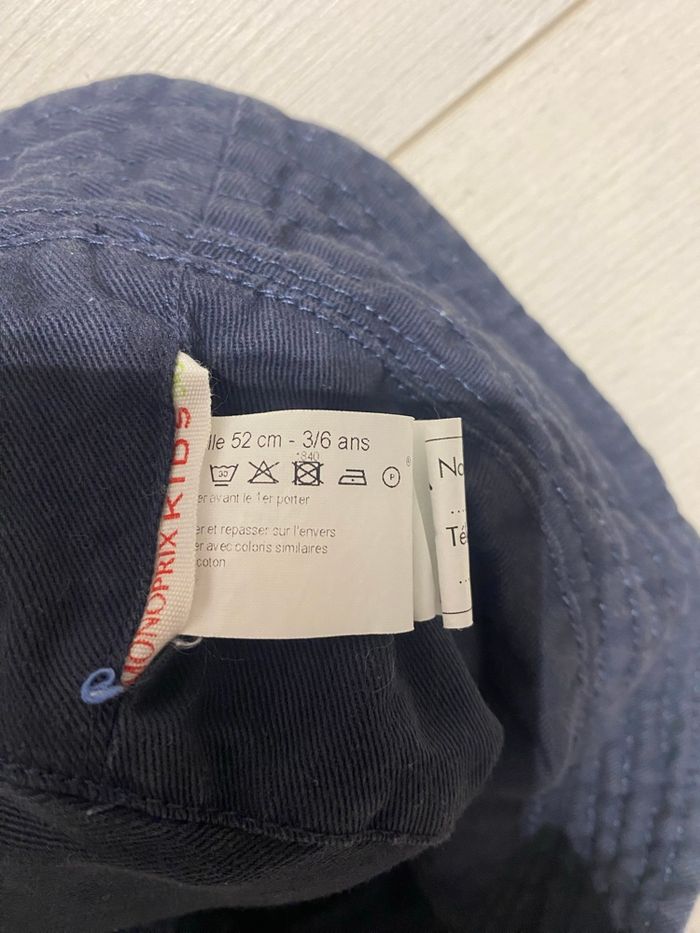 MONOPRIX KIDS
lle 52 cm - 3/6 ans
*840
30
P
®
er avant le 1er porter
er et repasser sur l'envers
er avec coloris similaires
coton
No
....
Té
...